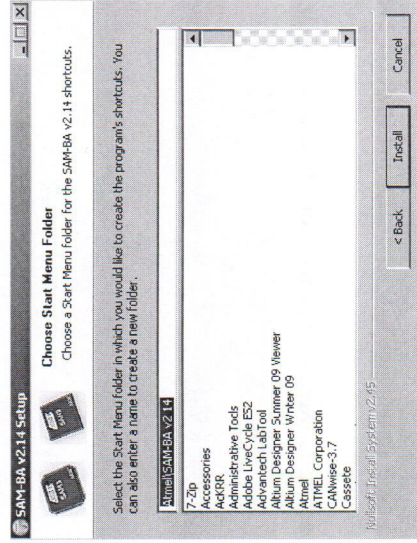 SAM-BA v2.14 Setup
Choose Start Menu Folder
Choose a Start Menu folder for the SAM-BA v2.14 shortcuts.
Select the Start Menu folder in which you would like to create the program's shortcuts. You
can also enter a name to create a new folder.
Atmel\SAM-BA v2.14
7-Zip
Accessories
AcKRR
Administrative Tools
Adobe LiveCycle ES2
Advantech LabTool
Altium Designer Summer 09 Viewer
Altium Designer Winter 09
Atmel
ATMEL Corporation
CANwise-3.7
Cassete
Nullsoft Install System v2.45
< Back
Install
Cancel